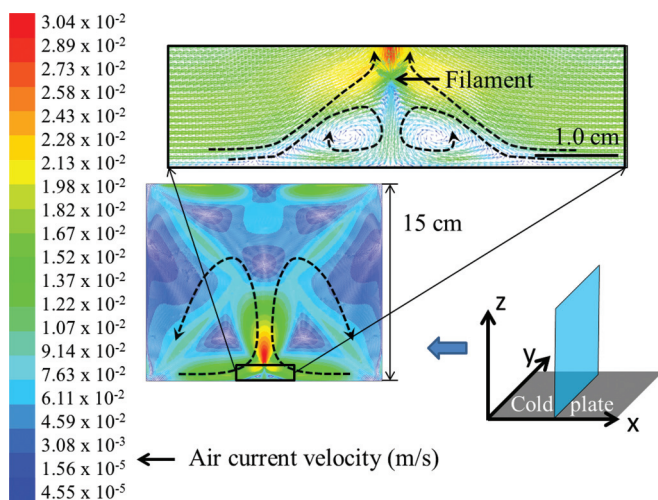 3.04 x 10⁻²
2.89 x 10⁻²
2.73 x 10⁻²
2.58 x 10⁻²
2.43 x 10⁻²
2.28 x 10⁻²
2.13 x 10⁻²
1.98 x 10⁻²
1.82 x 10⁻²
1.67 x 10⁻²
1.52 x 10⁻²
1.37 x 10⁻²
1.22 x 10⁻²
1.07 x 10⁻²
9.14 x 10⁻²
7.63 x 10⁻²
6.11 x 10⁻²
4.59 x 10⁻²
3.08 x 10⁻³
1.56 x 10⁻⁵
4.55 x 10⁻⁵
Filament
1.0 cm
15 cm
z
y
Cold plate
x
Air current velocity (m/s)